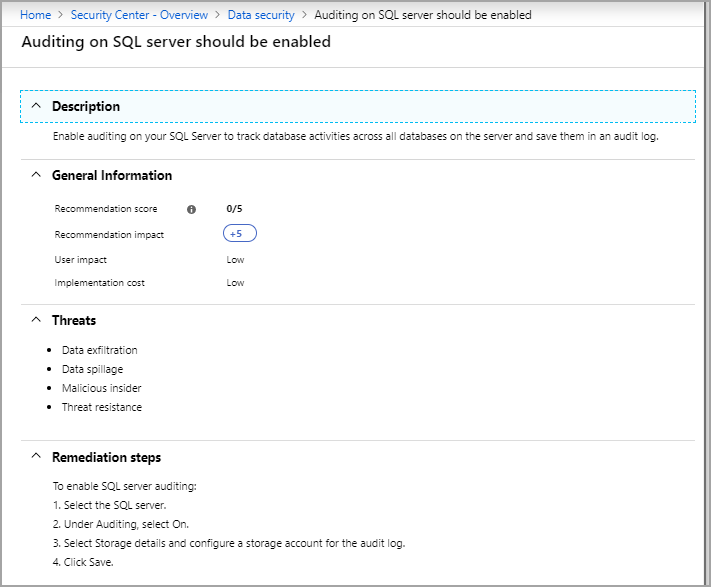 Home > Security Center - Overview > Data security > Auditing on SQL server should be enabled
Auditing on SQL server should be enabled
Description
Enable auditing on your SQL Server to track database activities across all databases on the server and save them in an audit log.
General Information
Recommendation score 0/5
Recommendation impact +5
User impact Low
Implementation cost Low
Threats
• Data exfiltration
• Data spillage
• Malicious insider
• Threat resistance
Remediation steps
To enable SQL server auditing:
1. Select the SQL server.
2. Under Auditing, select On.
3. Select Storage details and configure a storage account for the audit log.
4. Click Save.